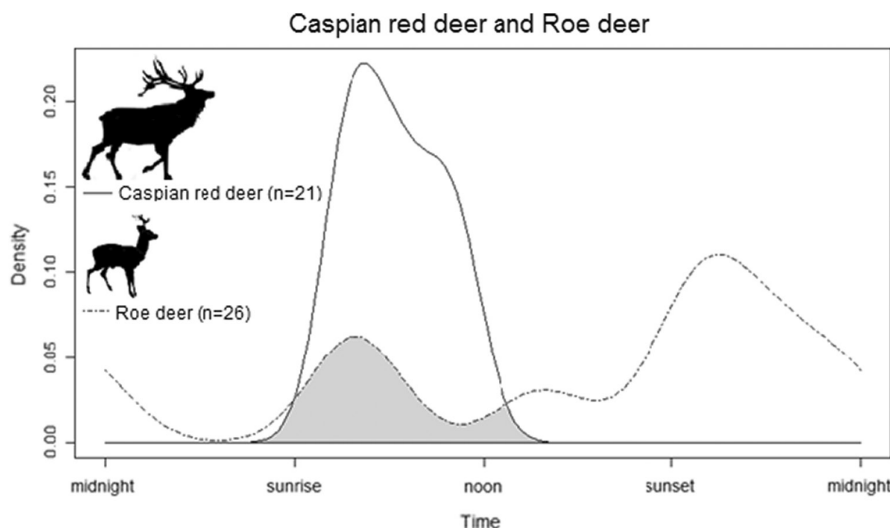 Caspian red deer and Roe deer
Caspian red deer (n=21)
Roe deer (n=26)
Density
0.20
0.15
0.10
0.05
0.00
midnight sunrise noon sunset midnight
Time